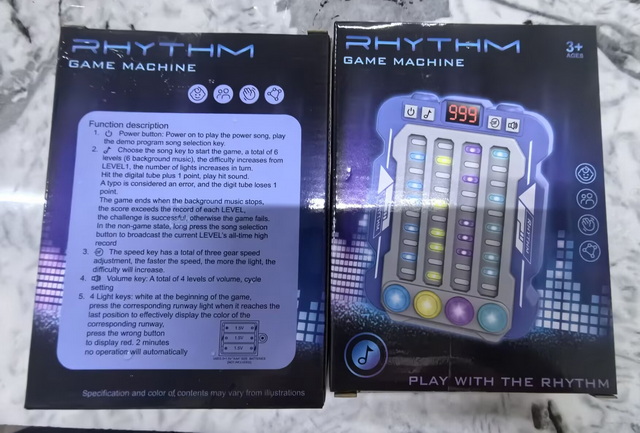 RHYTHM
GAME MACHINE
Function description
1. Power button: Power on to play the power song, play
the demo program song selection key.
2. Choose the song key to start the game, a total of 6
levels (6 background music), the difficulty increases from
LEVEL1, the number of lights increases in turn.
Hit the digital tube plus 1 point, play hit sound.
A typo is considered an error, and the digit tube loses 1
point.
The game ends when the background music stops,
the score exceeds the record of each LEVEL,
the challenge is successful, otherwise the game fails.
In the non-game state, long press the song selection
button to broadcast the current LEVEL's all-time high
record
3. The speed key has a total of three gear speed
adjustment, the faster the speed, the more the light, the
difficulty will increase.
4. Volume key: A total of 4 levels of volume, cycle
setting
5. 4 Light keys: white at the beginning of the game,
press the corresponding runway light when it reaches the
last position to effectively display the color of the
corresponding runway,
press the wrong button
to display red. 2 minutes
no operation will automatically
1.5V
1.5V
1.5V
Specification and color of contents may vary from illustrations
RHYTHM
GAME MACHINE
3+
AGES
999
PLAY WITH THE RHYTHM